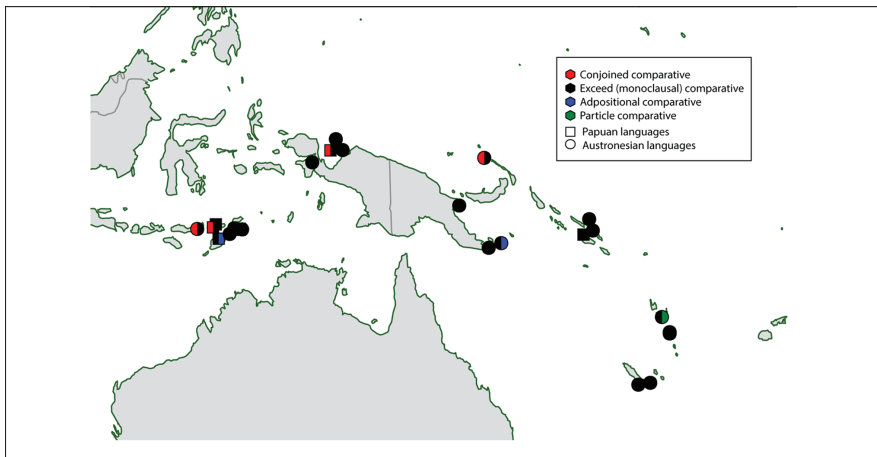 Conjoined comparative
Exceed (monoclausal) comparative
Adpositional comparative
Particle comparative
Papuan languages
Austronesian languages